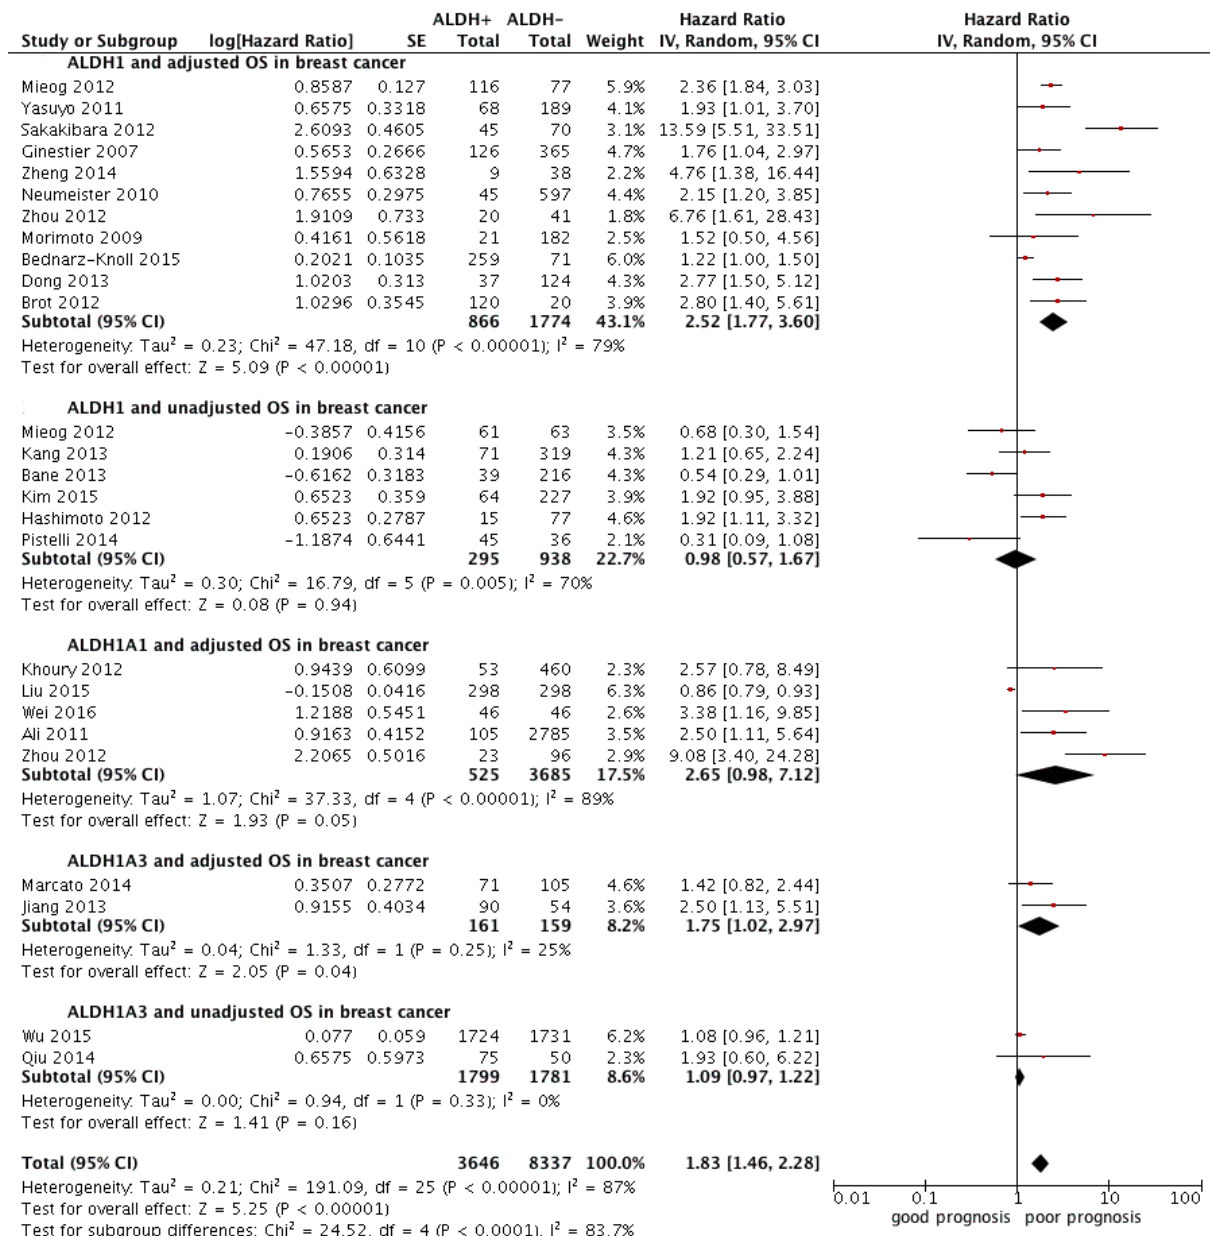 ALDH+ ALDH− Hazard Ratio Hazard Ratio
Study or Subgroup log[Hazard Ratio] SE Total Total Weight IV, Random, 95% CI IV, Random, 95% CI
ALDH1 and adjusted OS in breast cancer
Mieog 2012 0.8587 0.127 116 77 5.9% 2.36 [1.84, 3.03]
Yasuyo 2011 0.6575 0.3318 68 189 4.1% 1.93 [1.01, 3.70]
Sakakibara 2012 2.6093 0.4605 45 70 3.1% 13.59 [5.51, 33.51]
Ginestier 2007 0.5653 0.2666 126 365 4.7% 1.76 [1.04, 2.97]
Zheng 2014 1.5594 0.6328 9 38 2.2% 4.76 [1.38, 16.44]
Neumeister 2010 0.7655 0.2975 45 597 4.4% 2.15 [1.20, 3.85]
Zhou 2012 1.9109 0.733 20 41 1.8% 6.76 [1.61, 28.43]
Morimoto 2009 0.4161 0.5618 21 182 2.5% 1.52 [0.50, 4.56]
Bednarz−Knoll 2015 0.2021 0.1035 259 71 6.0% 1.22 [1.00, 1.50]
Dong 2013 1.0203 0.313 37 124 4.3% 2.77 [1.50, 5.12]
Brot 2012 1.0296 0.3545 120 20 3.9% 2.80 [1.40, 5.61]
Subtotal (95% CI) 866 1774 43.1% 2.52 [1.77, 3.60]
Heterogeneity: Tau² = 0.23; Chi² = 47.18, df = 10 (P < 0.00001); I² = 79%
Test for overall effect: Z = 5.09 (P < 0.00001)
ALDH1 and unadjusted OS in breast cancer
Mieog 2012 −0.3857 0.4156 61 63 3.5% 0.68 [0.30, 1.54]
Kang 2013 0.1906 0.314 71 319 4.3% 1.21 [0.65, 2.24]
Bane 2013 −0.6162 0.3183 39 216 4.2% 0.54 [0.29, 1.01]
Kim 2015 0.6523 0.359 64 227 3.9% 1.92 [0.95, 3.88]
Hashimoto 2012 0.6523 0.2787 15 77 4.6% 1.92 [1.11, 3.32]
Pistelli 2014 −1.1874 0.6441 45 36 2.1% 0.31 [0.09, 1.08]
Subtotal (95% CI) 295 938 22.7% 0.98 [0.57, 1.67]
Heterogeneity: Tau² = 0.30; Chi² = 16.79, df = 5 (P = 0.005); I² = 70%
Test for overall effect: Z = 0.08 (P = 0.94)
ALDH1A1 and adjusted OS in breast cancer
Khoury 2012 0.9439 0.6099 53 460 2.3% 2.57 [0.78, 8.49]
Liu 2015 −0.1508 0.0416 298 298 6.3% 0.86 [0.79, 0.93]
Wei 2016 1.2188 0.5451 46 46 2.6% 3.38 [1.16, 9.85]
Ali 2011 0.9163 0.4152 105 2785 3.5% 2.50 [1.11, 5.64]
Zhou 2012 2.2065 0.5016 23 96 2.9% 9.08 [3.40, 24.28]
Subtotal (95% CI) 525 3685 17.5% 2.65 [0.98, 7.12]
Heterogeneity: Tau² = 1.07; Chi² = 37.33, df = 4 (P < 0.00001); I² = 89%
Test for overall effect: Z = 1.93 (P = 0.05)
ALDH1A3 and adjusted OS in breast cancer
Marcato 2014 0.3507 0.2772 71 105 4.6% 1.42 [0.82, 2.44]
Jiang 2013 0.9155 0.4034 90 54 3.6% 2.50 [1.13, 5.51]
Subtotal (95% CI) 161 159 8.2% 1.75 [1.02, 2.97]
Heterogeneity: Tau² = 0.04; Chi² = 1.33, df = 1 (P = 0.25); I² = 25%
Test for overall effect: Z = 2.05 (P = 0.04)
ALDH1A3 and unadjusted OS in breast cancer
Wu 2015 0.077 0.059 1724 1731 6.2% 1.08 [0.96, 1.21]
Qiu 2014 0.6575 0.5973 75 50 2.3% 1.93 [0.60, 6.22]
Subtotal (95% CI) 1799 1781 8.6% 1.09 [0.97, 1.22]
Heterogeneity: Tau² = 0.00; Chi² = 0.94, df = 1 (P = 0.33); I² = 0%
Test for overall effect: Z = 1.41 (P = 0.16)
Total (95% CI) 3646 8337 100.0% 1.83 [1.46, 2.28]
Heterogeneity: Tau² = 0.21; Chi² = 191.09, df = 25 (P < 0.00001); I² = 87%
Test for overall effect: Z = 5.25 (P < 0.00001)
Test for subgroup differences: Chi² = 24.52, df = 4 (P < 0.0001), I² = 83.7%
0.01 0.1 1 10 100
good prognosis poor prognosis